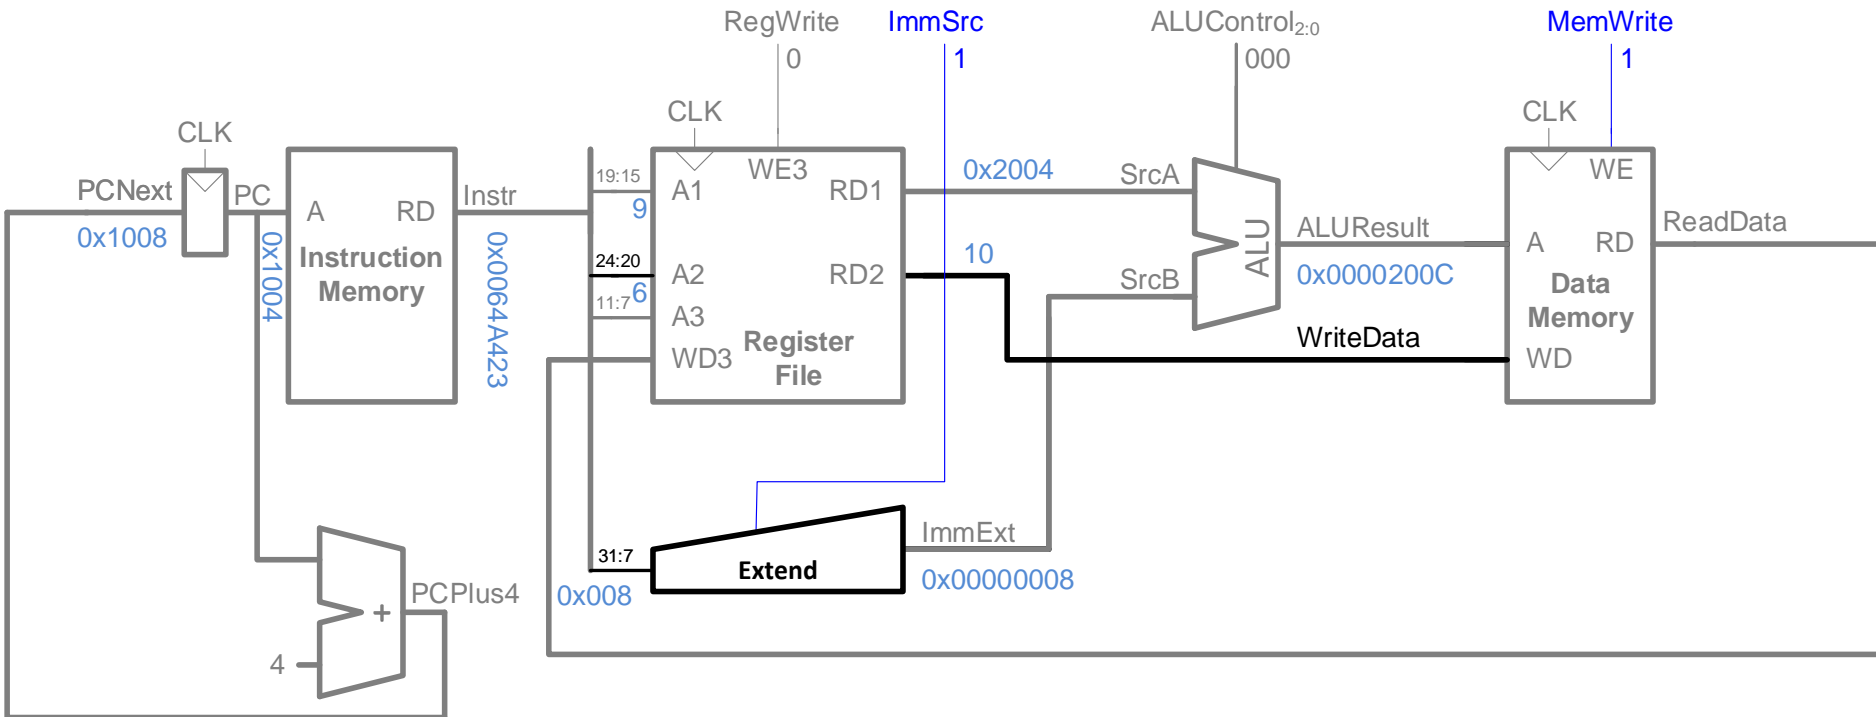 RegWrite
0
ImmSrc
1
ALUControl2:0
000
MemWrite
1
CLK
CLK
CLK
PCNext
0x1008
PC
0x1004
A
RD
Instruction
Memory
Instr
0x0064A423
19:15
9
24:20
6
11:7
A1
A2
A3
WD3
WE3
RD1
RD2
Register
File
0x2004
10
SrcA
SrcB
ALU
ALUResult
0x0000200C
WriteData
WE
A
RD
Data
Memory
WD
ReadData
31:7
0x008
Extend
ImmExt
0x00000008
4
+
PCPlus4